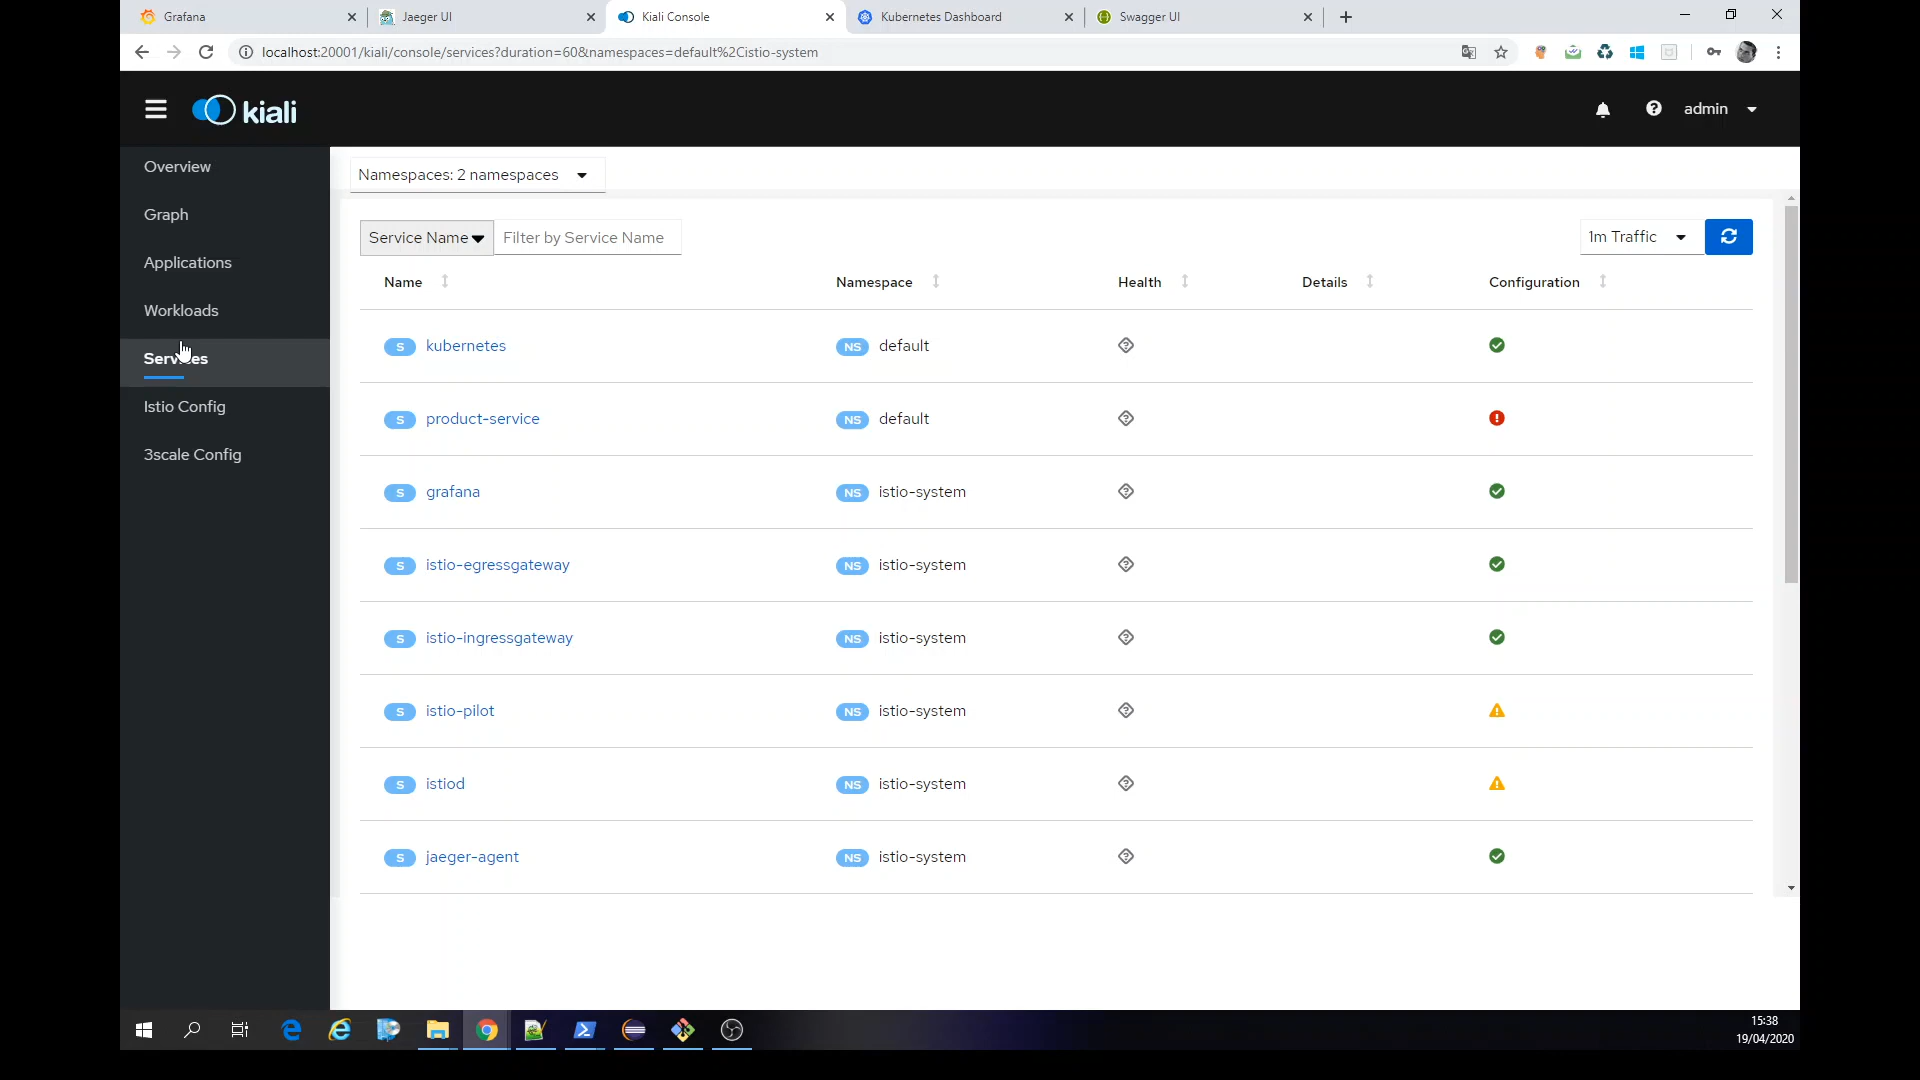 Grafana
Jaeger UI
Kiali Console
Kubernetes Dashboard
Swagger UI
localhost:20001/kiali/console/services?duration=60&namespaces=default%2Cistio-system
kiali
admin
Overview
Graph
Applications
Workloads
Services
Istio Config
3scale Config
Namespaces: 2 namespaces
Service Name Filter by Service Name
1m Traffic
Name Namespace Health Details Configuration
S kubernetes NS default
S product-service NS default
S grafana NS istio-system
S istio-egressgateway NS istio-system
S istio-ingressgateway NS istio-system
S istio-pilot NS istio-system
S istiod NS istio-system
S jaeger-agent NS istio-system
15:38
19/04/2020